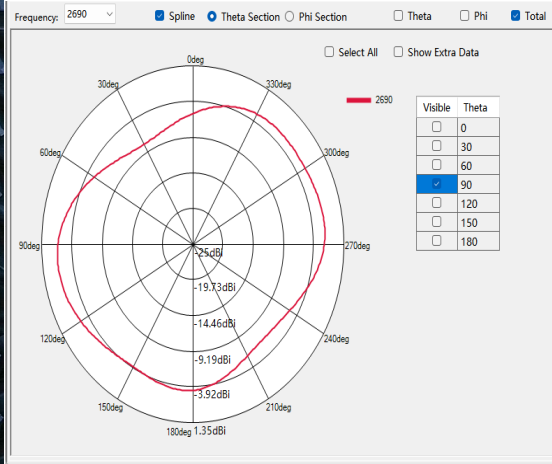 Frequency: 2690 Spline Theta Section Phi Section Theta Phi Total
Select All Show Extra Data
0deg
30deg 330deg
2690
Visible Theta
0
30
60deg 300deg
60
90
120
150
180
90deg 270deg
-25dBi
-19.73dBi
-14.46dBi
120deg 240deg
-9.19dBi
-3.92dBi
150deg 210deg
180deg 1.35dBi